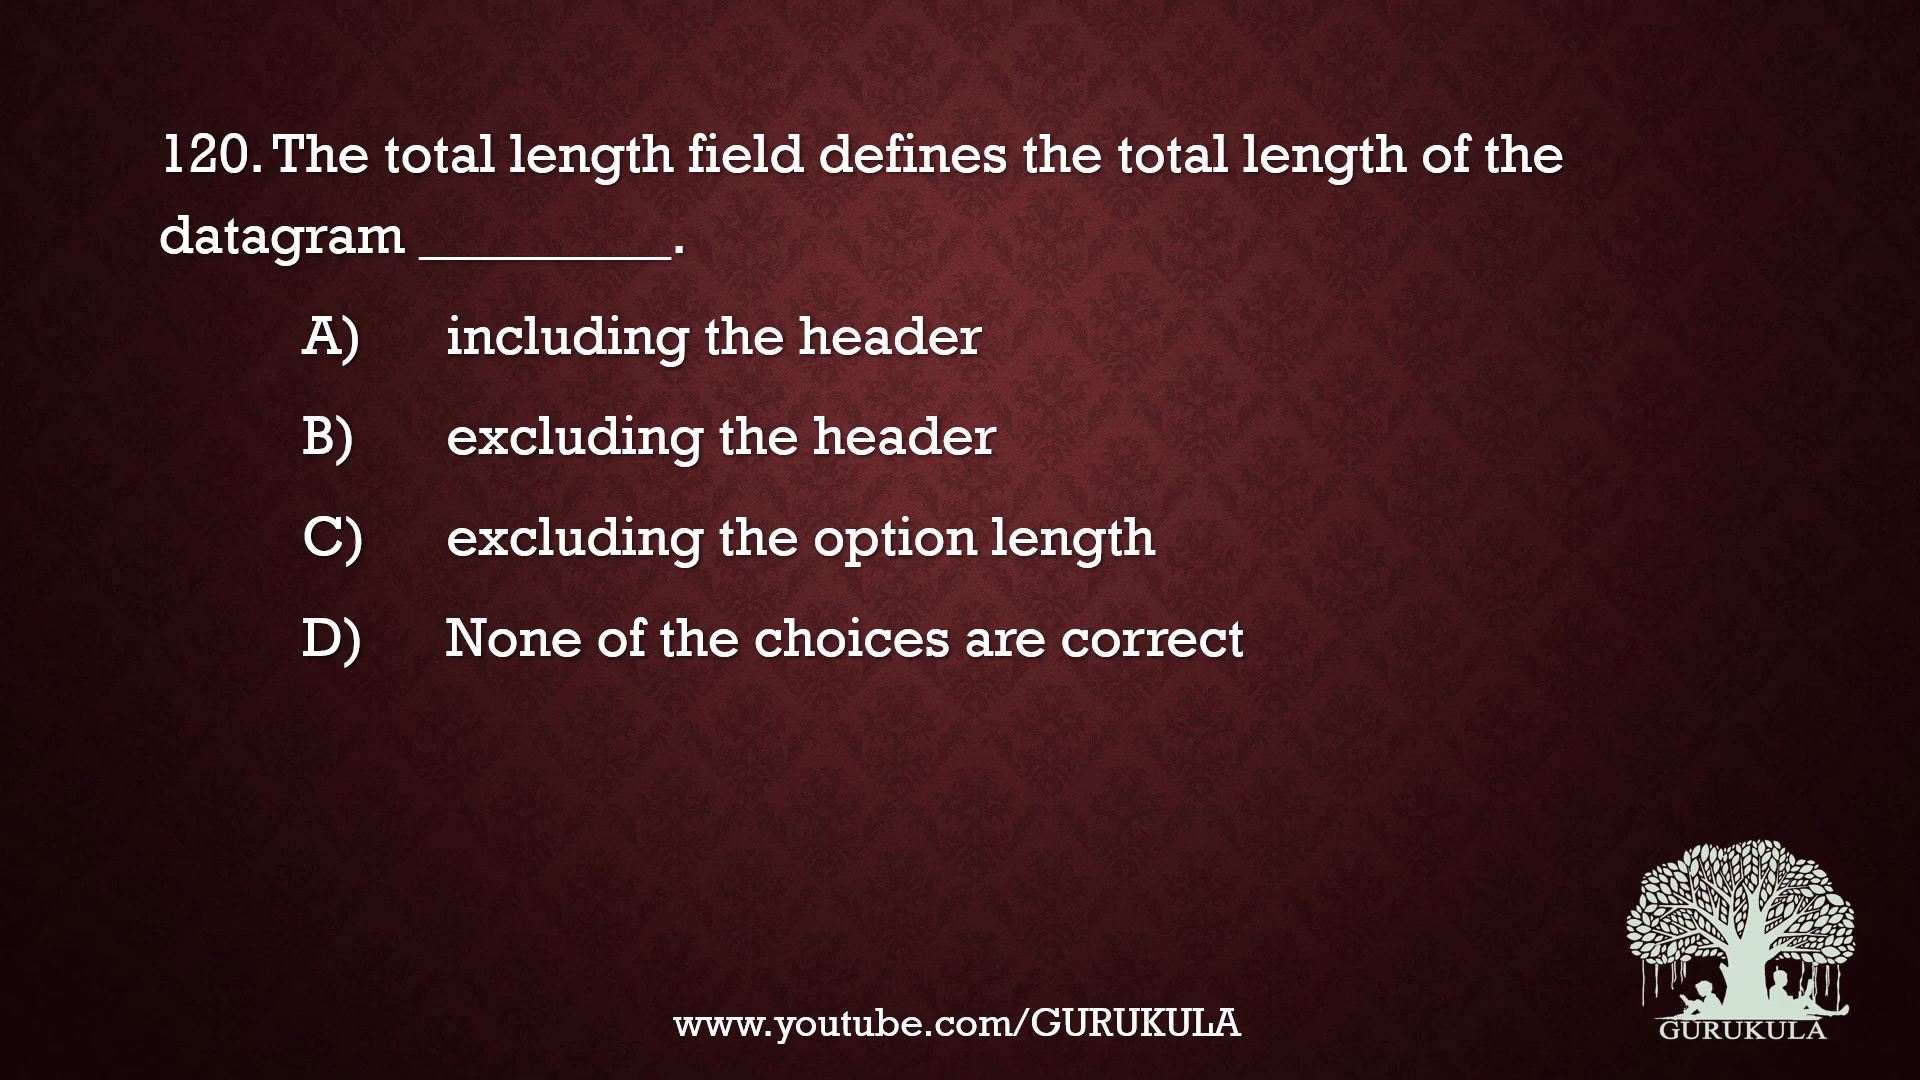 120. The total length field defines the total length of the
datagram _________.
A) including the header
B) excluding the header
C) excluding the option length
D) None of the choices are correct
www.youtube.com/GURUKULA
GURUKULA